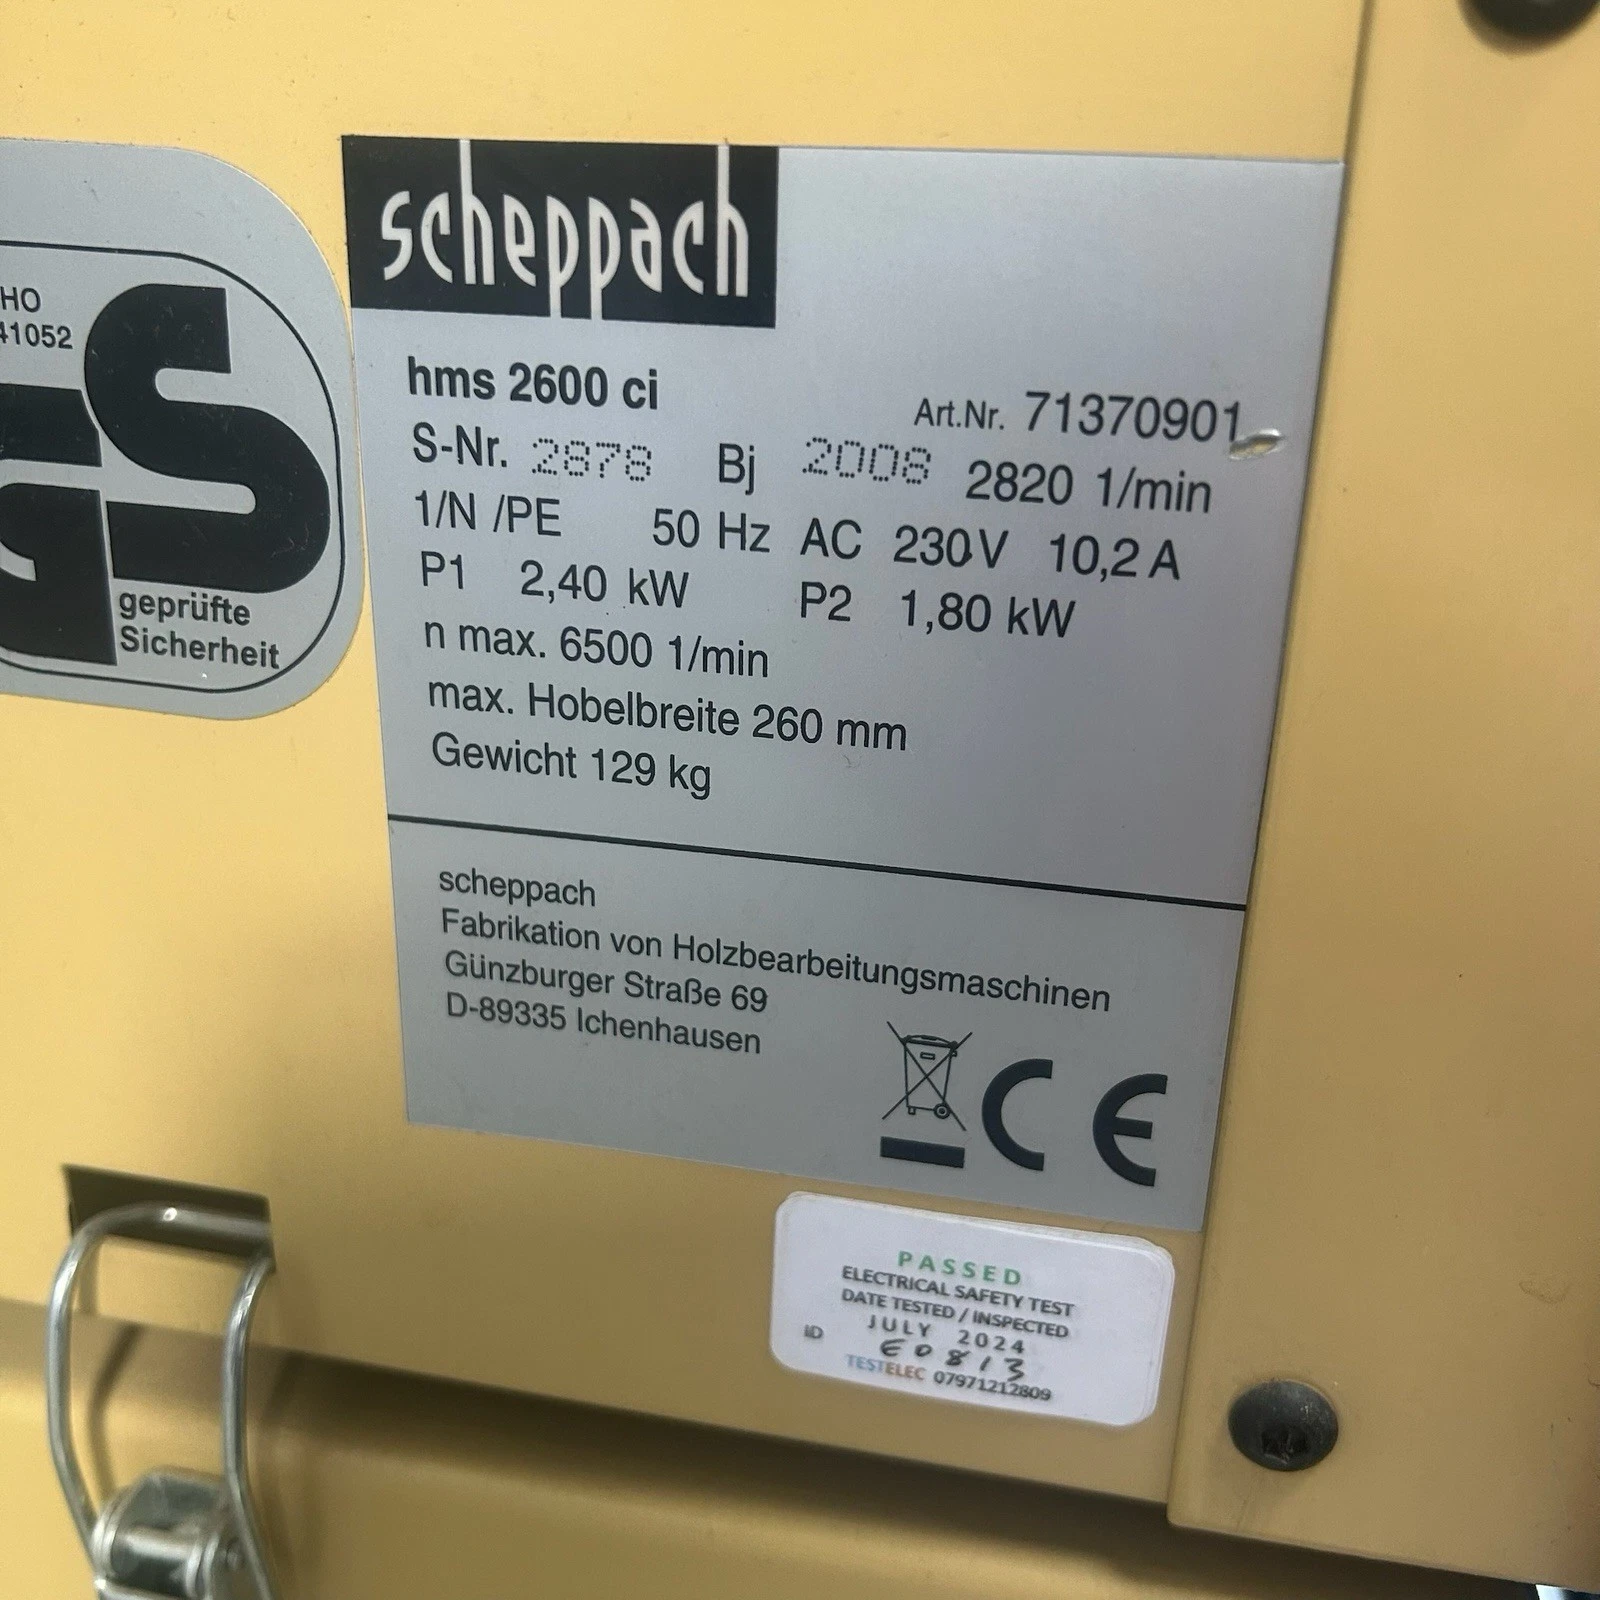 HO
41052
GS
geprüfte
Sicherheit
scheppach
hms 2600 ci
Art.Nr. 71370901
S-Nr. 2878 Bj 2008 2820 1/min
1/N /PE 50 Hz AC 230V 10,2 A
P1 2,40 kW P2 1,80 kW
n max. 6500 1/min
max. Hobelbreite 260 mm
Gewicht 129 kg
scheppach
Fabrikation von Holzbearbeitungsmaschinen
Günzburger Straße 69
D-89335 Ichenhausen
CE
PASSED
ELECTRICAL SAFETY TEST
DATE TESTED / INSPECTED
JULY 2024
ID E0813
TESTELEC 07971212809